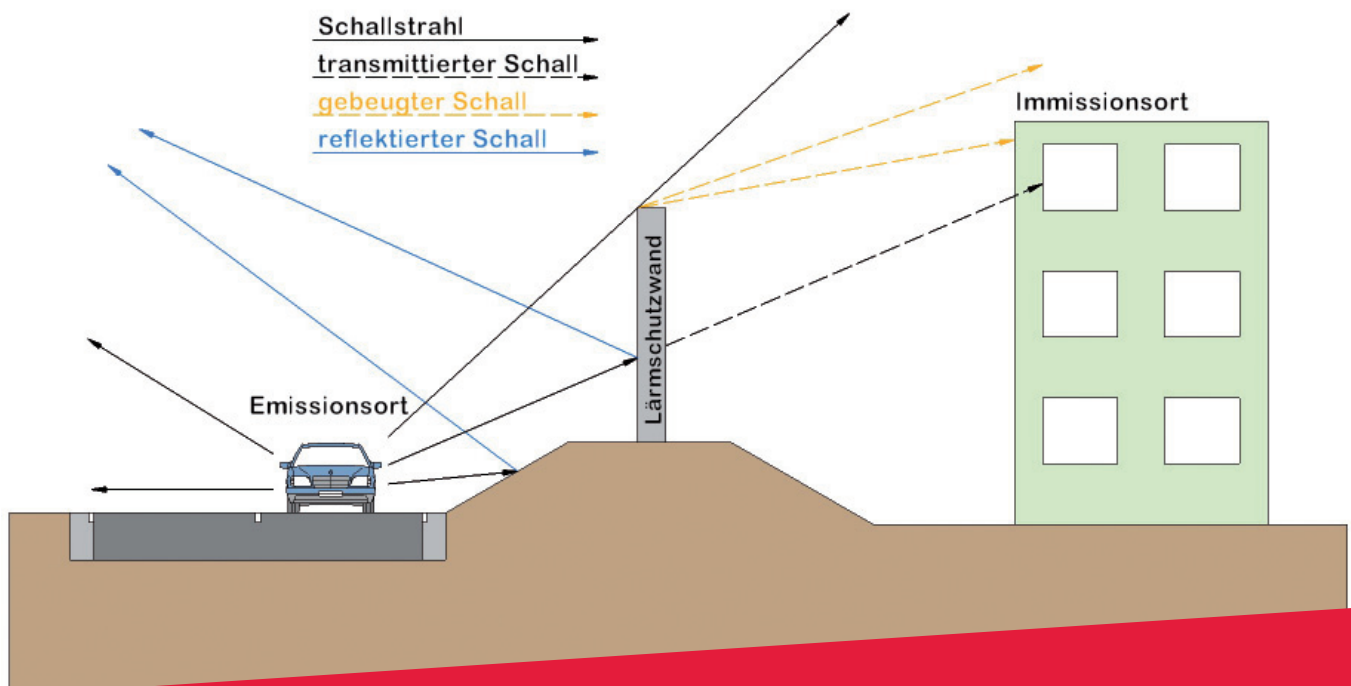 Schallstrahl
transmittierter Schall
gebeugter Schall
reflektierter Schall
Immissionsort
Lärmschutzwand
Emissionsort